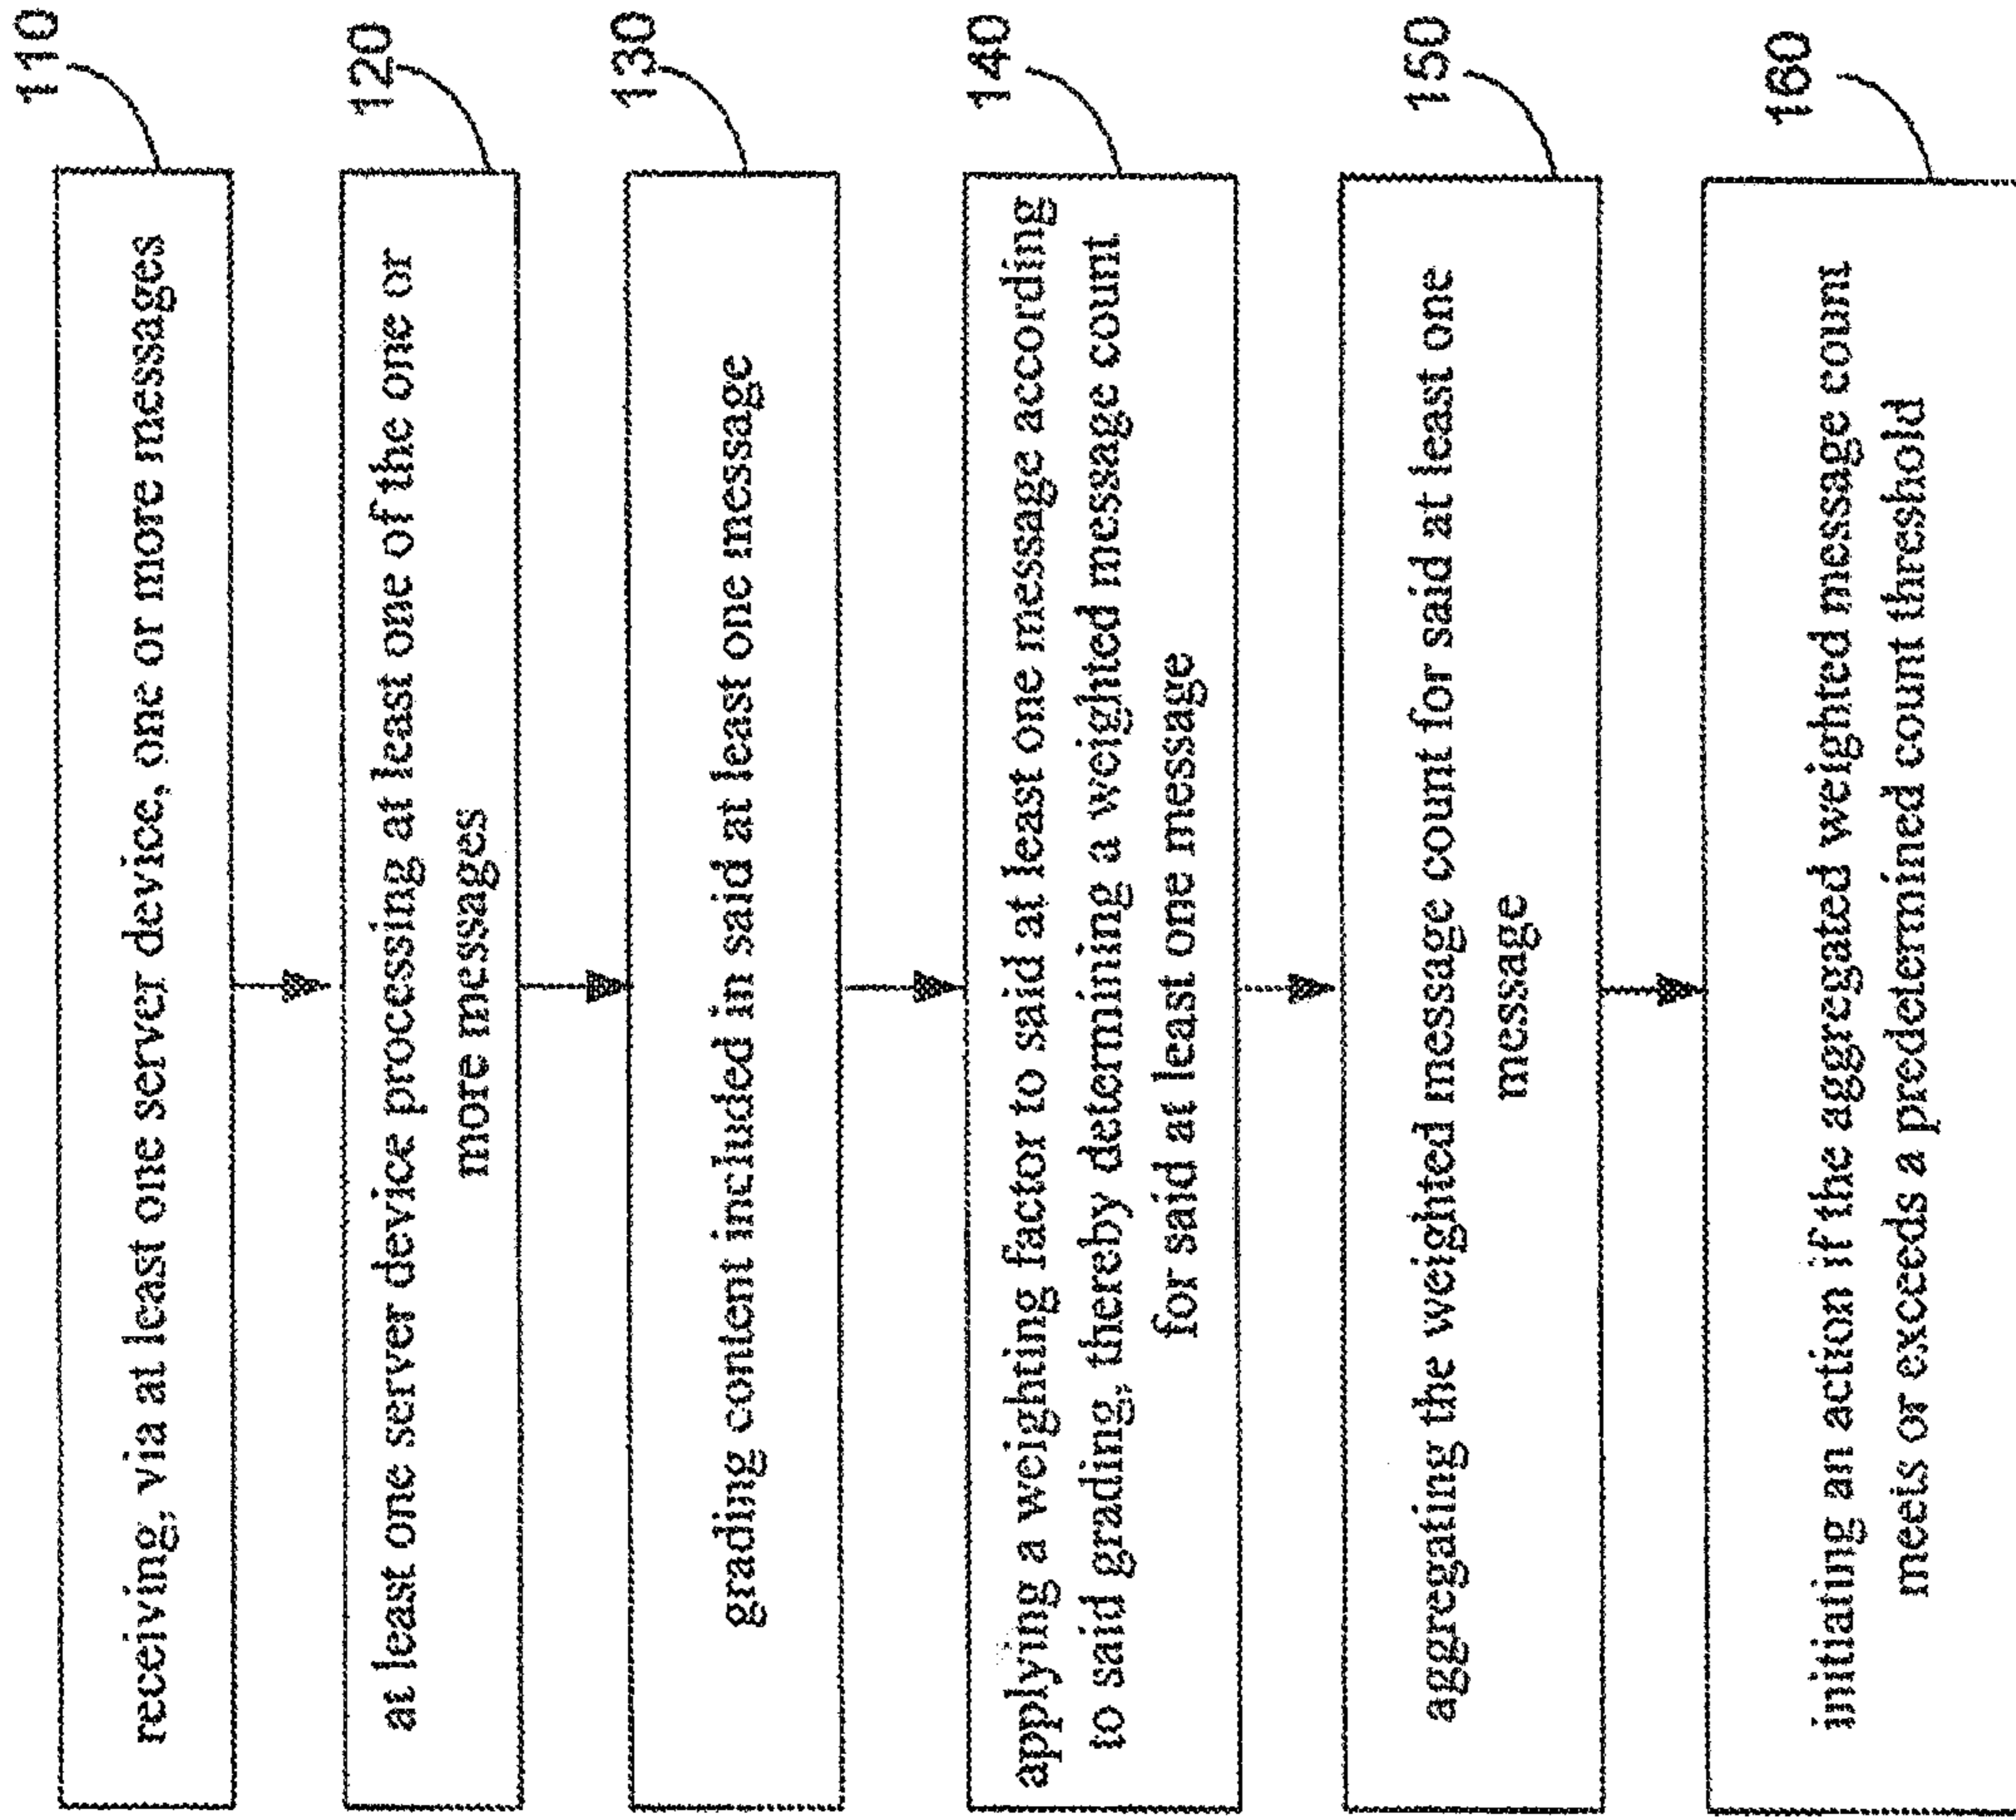 110
receiving, via at least one server device, one or more messages
120
at least one server device processing at least one of the one or
more messages
130
grading content included in said at least one message
140
applying a weighting factor to said at least one message according
to said grading, thereby determining a weighted message count
for said at least one message
150
aggregating the weighted message count for said at least one
message
160
initiating an action if the aggregated weighted message count
meets or exceeds a predetermined count threshold